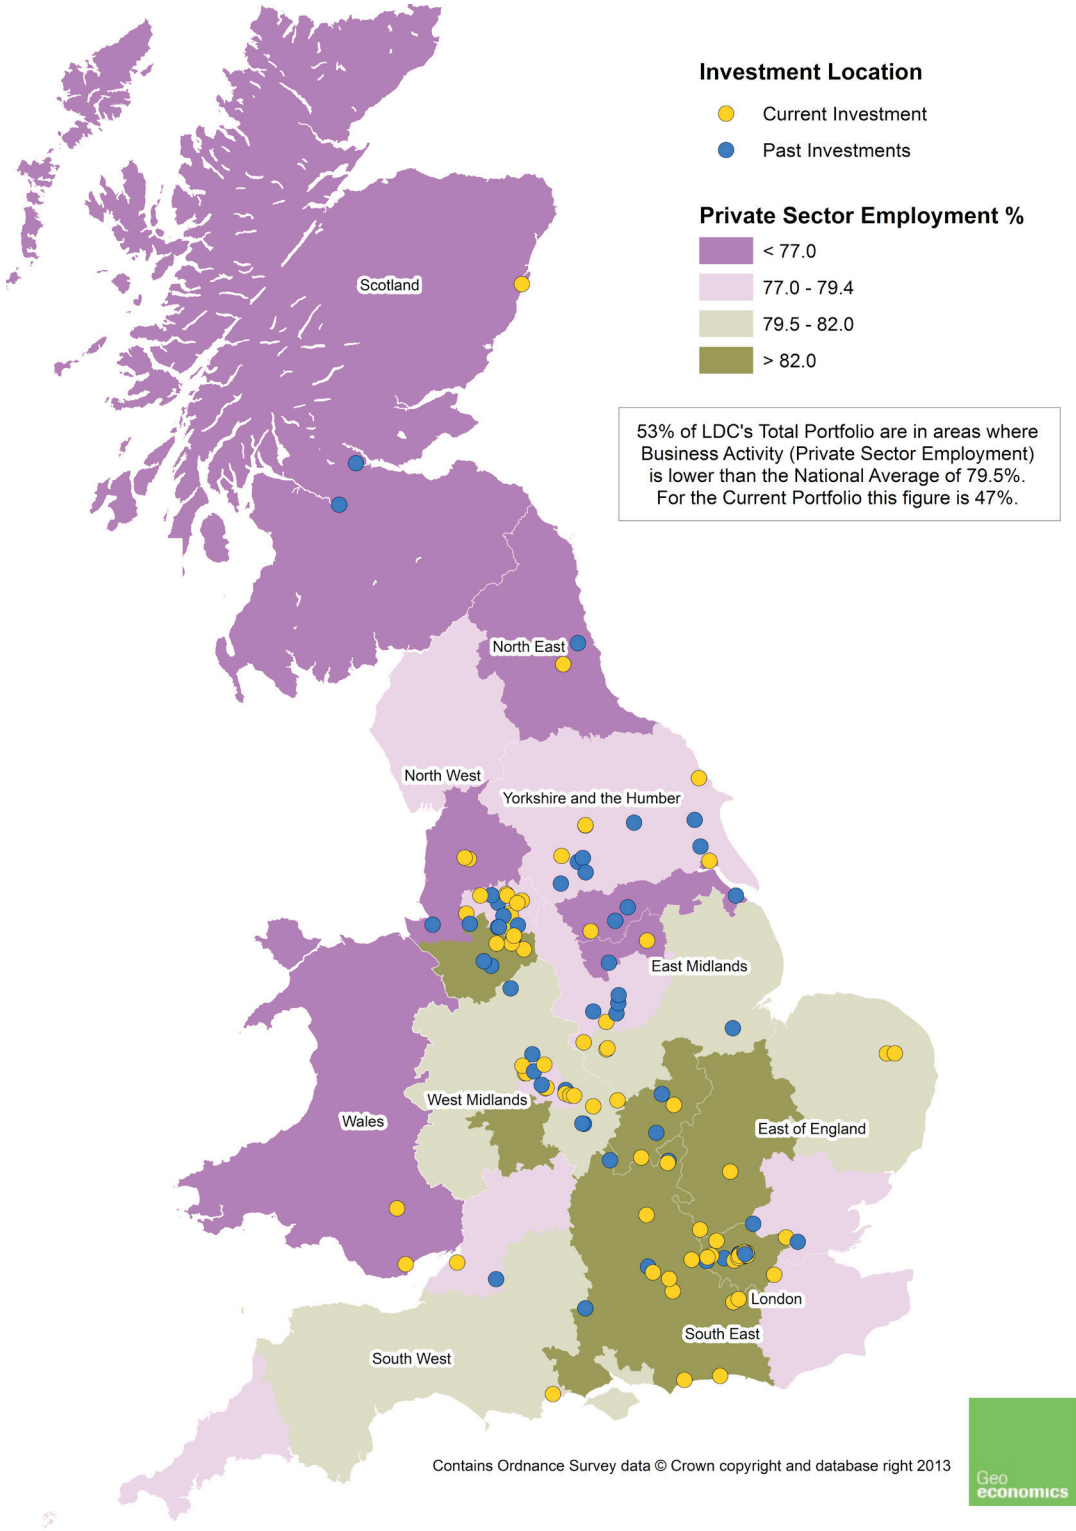 Investment Location
Current Investment
Past Investments
Private Sector Employment %
< 77.0
77.0 - 79.4
79.5 - 82.0
> 82.0
53% of LDC's Total Portfolio are in areas where
Business Activity (Private Sector Employment)
is lower than the National Average of 79.5%.
For the Current Portfolio this figure is 47%.
Scotland
North East
North West
Yorkshire and the Humber
East Midlands
West Midlands
Wales
East of England
London
South East
South West
Contains Ordnance Survey data © Crown copyright and database right 2013
Geo
economics